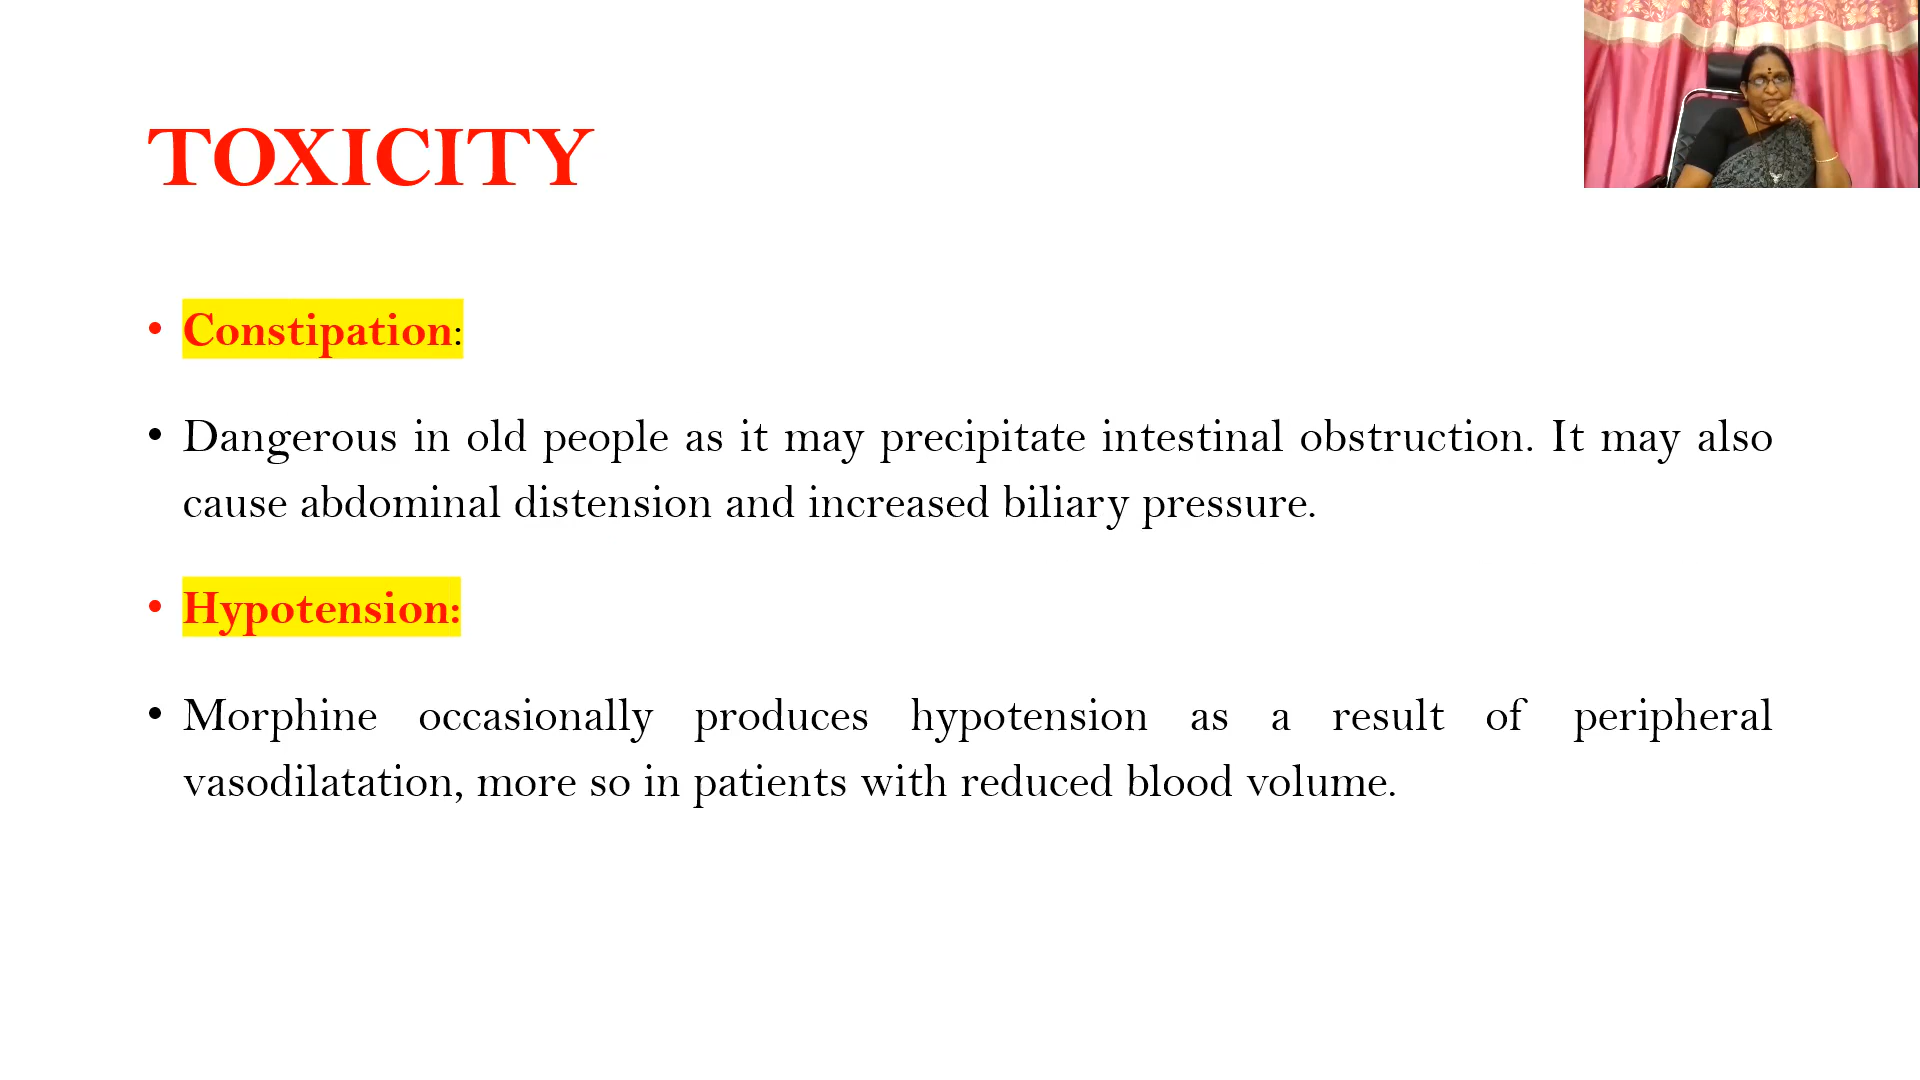 TOXICITY
• Constipation:
• Dangerous in old people as it may precipitate intestinal obstruction. It may also
cause abdominal distension and increased biliary pressure.
• Hypotension:
• Morphine occasionally produces hypotension as a result of peripheral
vasodilatation, more so in patients with reduced blood volume.